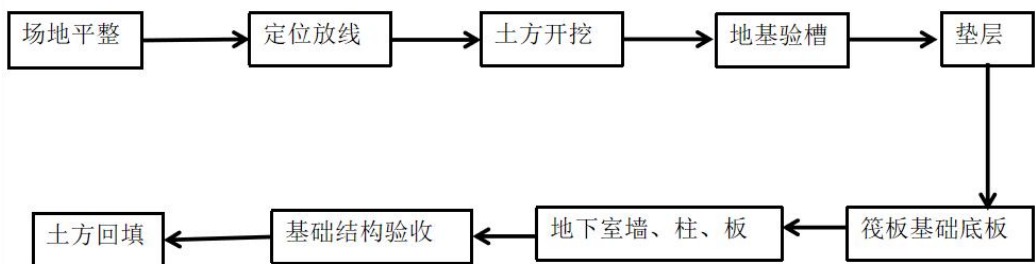 场地平整
定位放线
土方开挖
地基验槽
垫层
筏板基础底板
地下室墙、柱、板
基础结构验收
土方回填